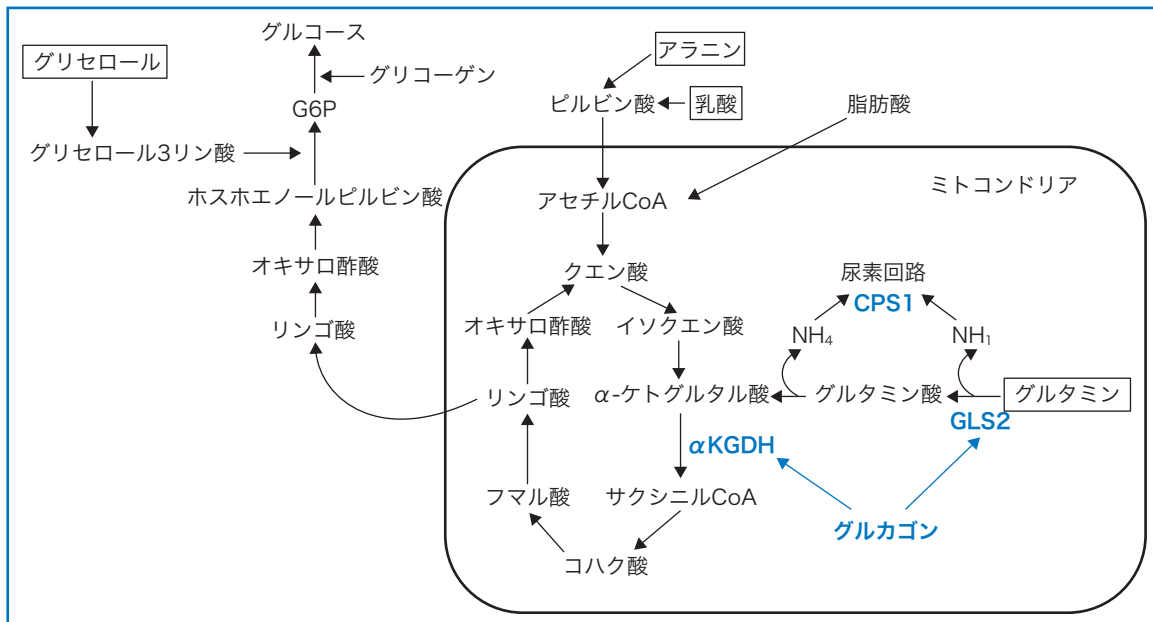 グルコース
グリセロール
アラニン
グリコーゲン
G6P
ピルビン酸
乳酸
脂肪酸
グリセロール3リン酸
ミトコンドリア
ホスホエノールピルビン酸
アセチルCoA
オキサロ酢酸
クエン酸
尿素回路
CPS1
リンゴ酸
オキサロ酢酸
イソクエン酸
NH₄
NH₁
リンゴ酸
α-ケトグルタル酸
グルタミン酸
グルタミン
GLS2
αKGDH
フマル酸
サクシニルCoA
グルカゴン
コハク酸